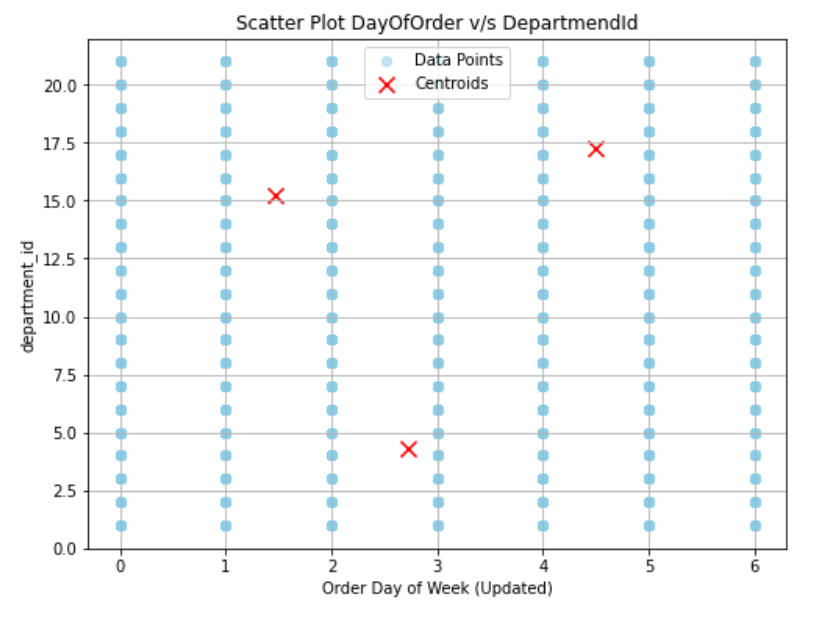 Scatter Plot DayOfOrder v/s DepartmendId
Data Points
Centroids
20.0
17.5
15.0
12.5
10.0
7.5
5.0
2.5
0.0
department_id
0 1 2 3 4 5 6
Order Day of Week (Updated)